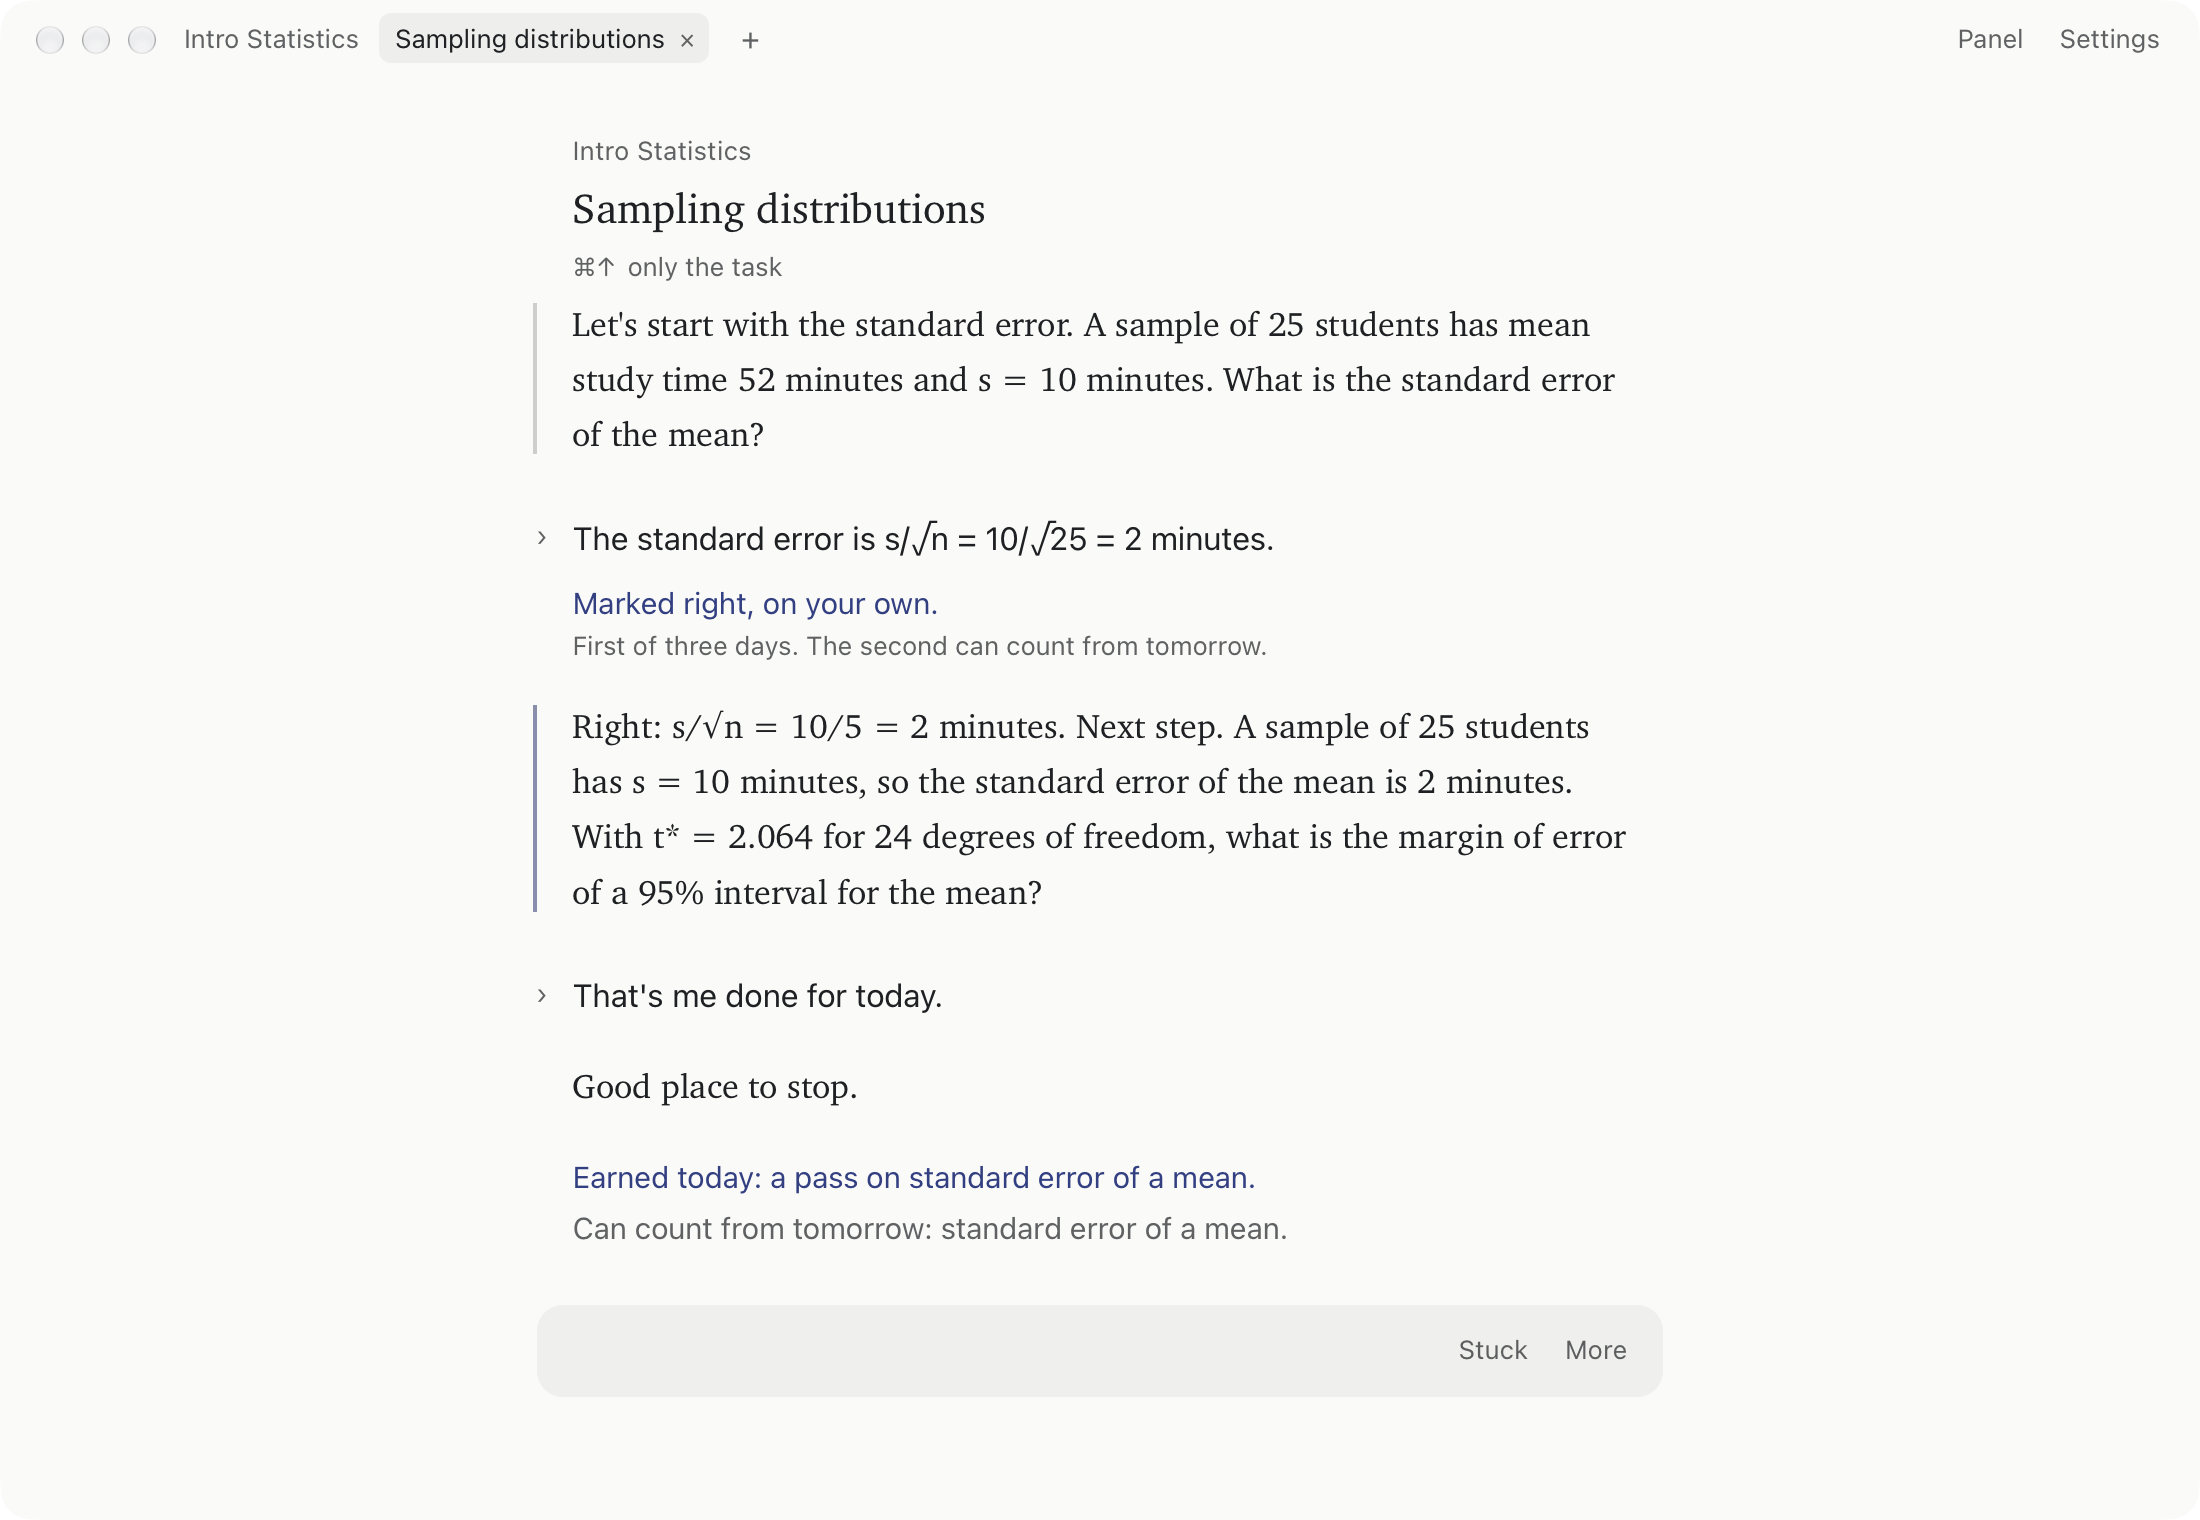 Intro Statistics
Sampling distributions ×
+
Panel
Settings
Intro Statistics
Sampling distributions
⌘↑ only the task
Let's start with the standard error. A sample of 25 students has mean
study time 52 minutes and s = 10 minutes. What is the standard error
of the mean?
› The standard error is s/√n = 10/√25 = 2 minutes.
Marked right, on your own.
First of three days. The second can count from tomorrow.
Right: s/√n = 10/5 = 2 minutes. Next step. A sample of 25 students
has s = 10 minutes, so the standard error of the mean is 2 minutes.
With t* = 2.064 for 24 degrees of freedom, what is the margin of error
of a 95% interval for the mean?
› That's me done for today.
Good place to stop.
Earned today: a pass on standard error of a mean.
Can count from tomorrow: standard error of a mean.
Stuck
More